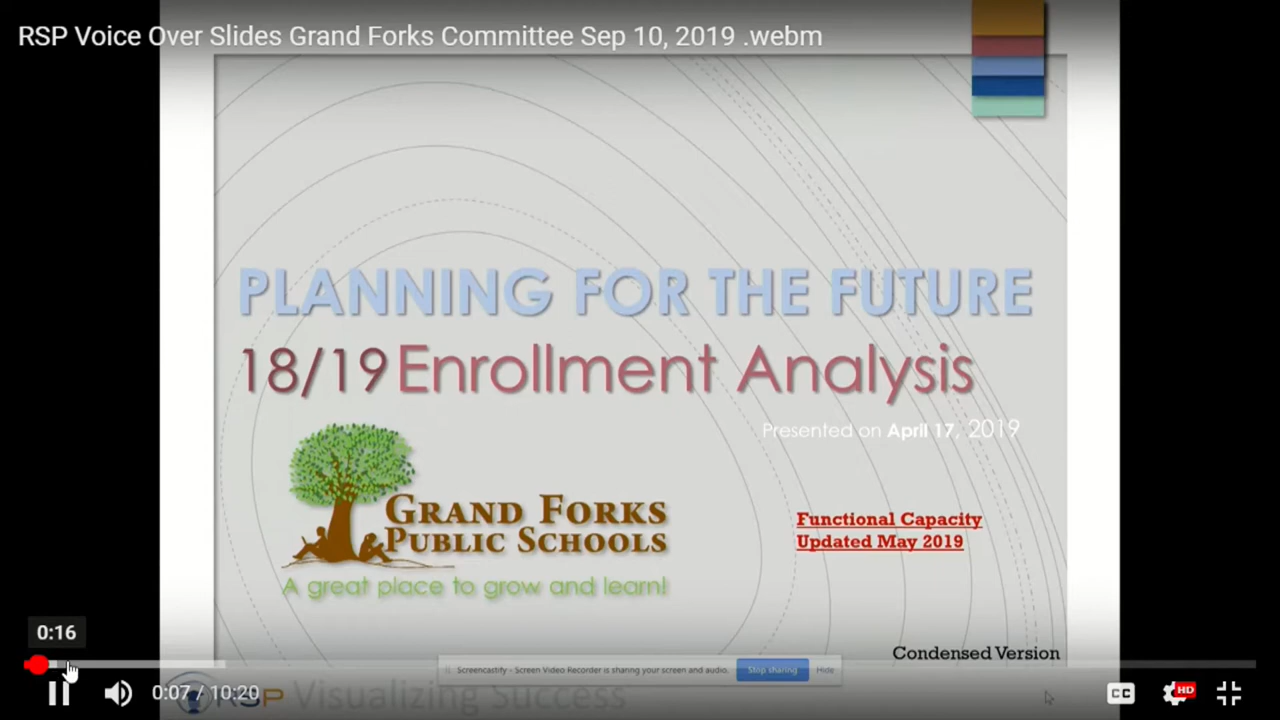 RSP Voice Over Slides Grand Forks Committee Sep 10, 2019 .webm
PLANNING FOR THE FUTURE
18/19 Enrollment Analysis
Presented on April 17, 2019
GRAND FORKS
PUBLIC SCHOOLS
A great place to grow and learn!
Functional Capacity
Updated May 2019
Condensed Version
0:16
Screencastify - Screen Video Recorder is sharing your screen and audio. Stop sharing Hide
0:07 / 10:20
RSP Visualizing Success
CC
HD